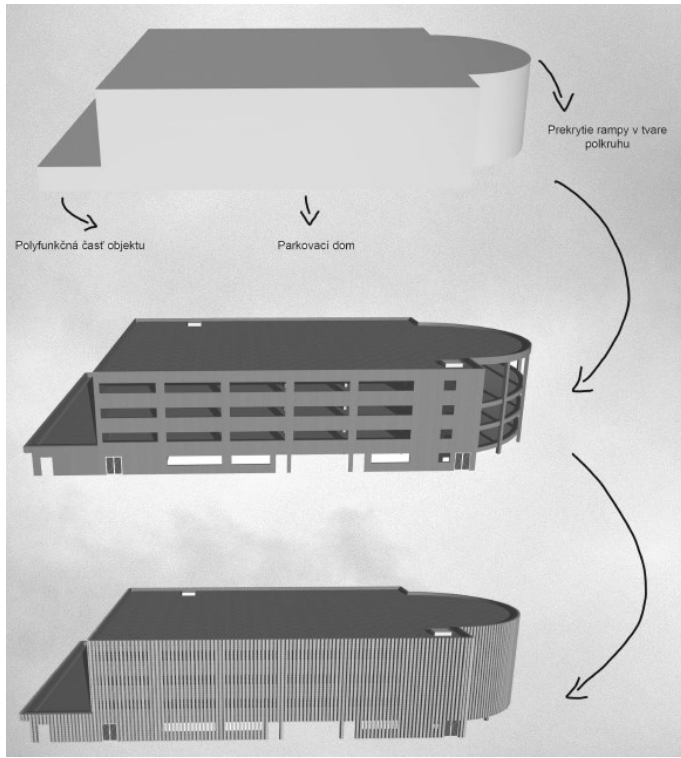 Prekrytie rampy v tvare
polkruhu
Polyfunkčná časť objektu
Parkovací dom